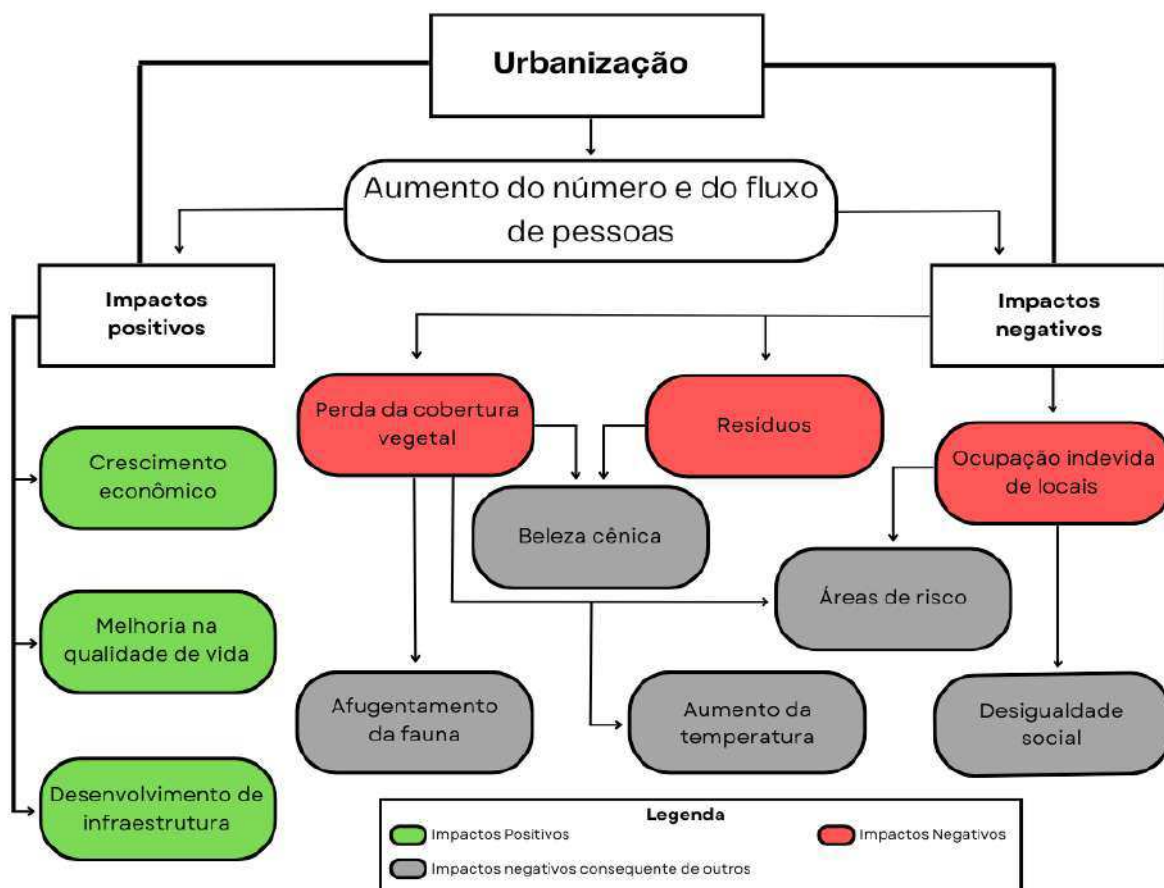 Urbanização
Aumento do número e do fluxo
de pessoas
Impactos
positivos
Impactos
negativos
Perda da cobertura
vegetal
Resíduos
Ocupação indevida
de locais
Crescimento
econômico
Beleza cênica
Áreas de risco
Melhoria na
qualidade de vida
Afugentamento
da fauna
Aumento da
temperatura
Desigualdade
social
Desenvolvimento de
infraestrutura
Legenda
Impactos Positivos
Impactos Negativos
Impactos negativos consequente de outros